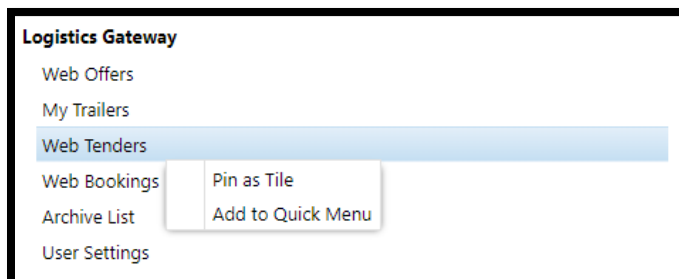 Logistics Gateway
Web Offers
My Trailers
Web Tenders
Web Bookings
Pin as Tile
Archive List
Add to Quick Menu
User Settings